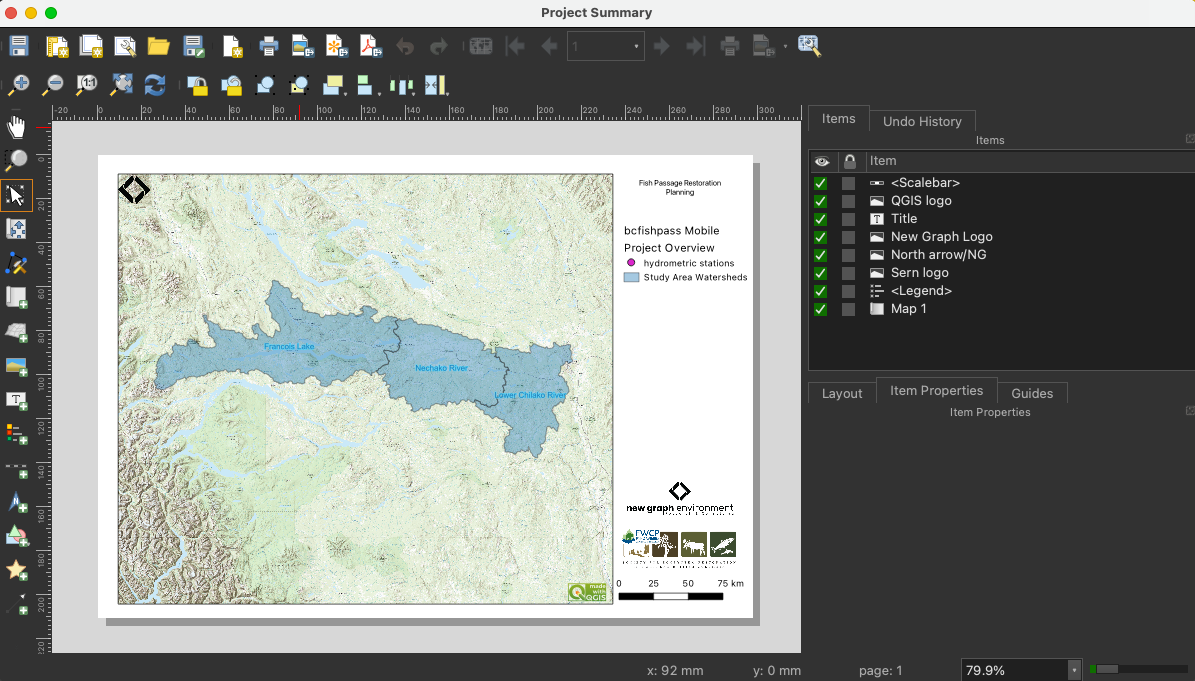 Project Summary
1:1
1
-20 0 20 40 60 80 100 120 140 160 180 200 220 240 260 280 300
0 20 40 60 80 100 120 140 160 180 200 220
Fish Passage Restoration
Planning
bcfishpass Mobile
Project Overview
hydrometric stations
Study Area Watersheds
Francois Lake
Nechako River
Lower Chilako River
new graph environment
FWCP
made
with
QGIS
0 25 50 75 km
Items
Undo History
Items
Item
<Scalebar>
QGIS logo
Title
New Graph Logo
North arrow/NG
Sern logo
<Legend>
Map 1
Layout
Item Properties
Guides
Item Properties
x: 92 mm
y: 0 mm
page: 1
79.9%